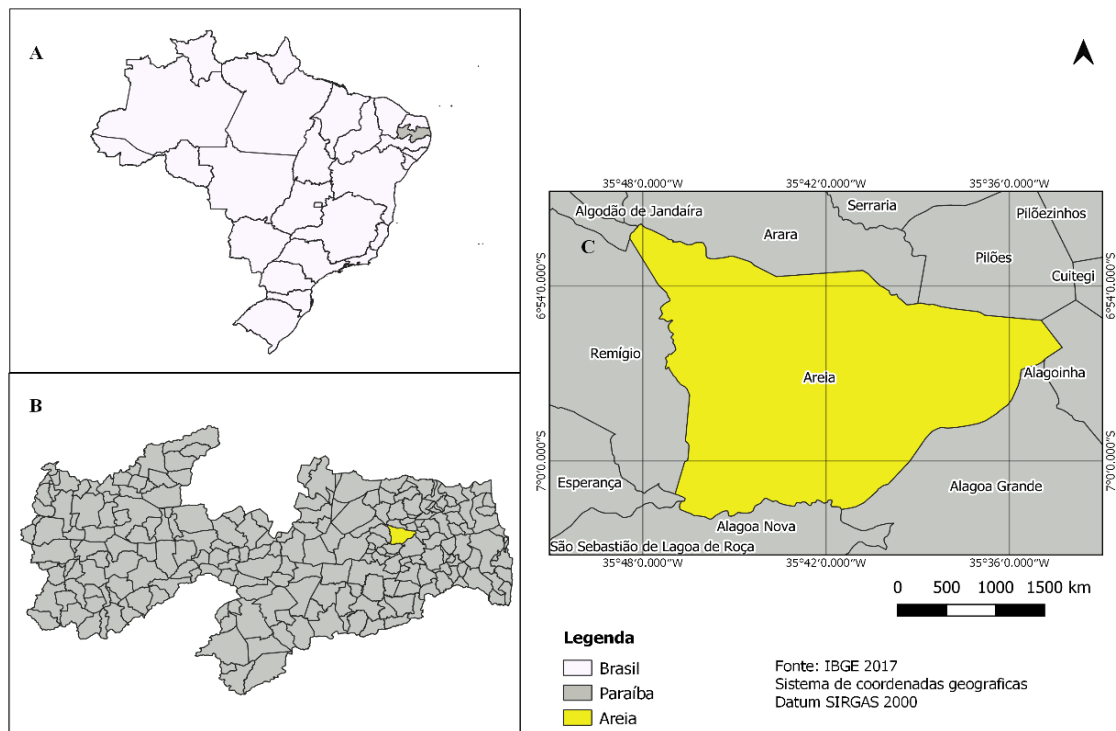 A
B
35°48'0.000"W
35°42'0.000"W
35°36'0.000"W
Algodão de Jandaíra
Serraria
Pilõezinhos
C
Arara
Pilões
Cuitegi
6°54'0.000"S
6°54'0.000"S
Remígio
Areia
Alagoinha
7°0'0.000"S
7°0'0.000"S
Esperança
Alagoa Grande
Alagoa Nova
São Sebastião de Lagoa de Roça
35°48'0.000"W
35°42'0.000"W
35°36'0.000"W
0 500 1000 1500 km
Legenda
Brasil
Paraíba
Areia
Fonte: IBGE 2017
Sistema de coordenadas geograficas
Datum SIRGAS 2000